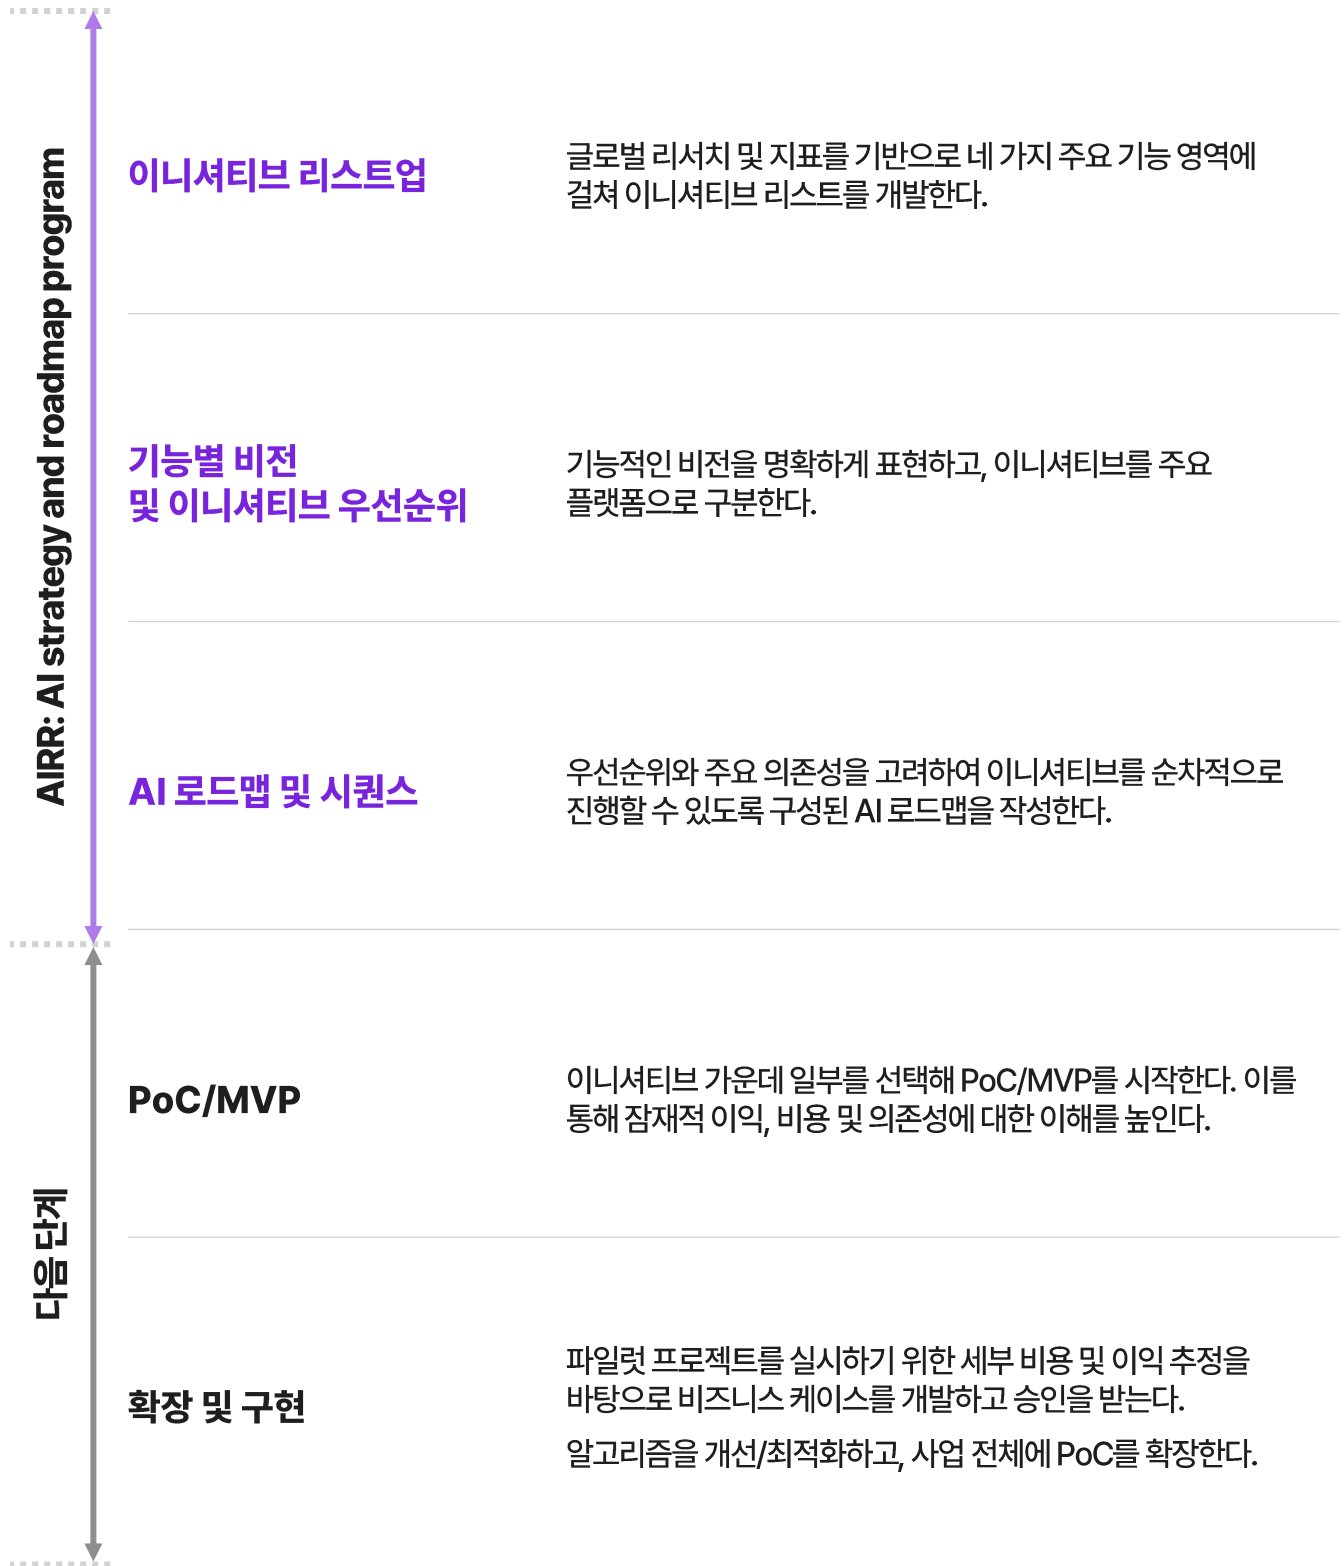 AIRR: AI strategy and roadmap program
이니셔티브 리스트업
글로벌 리서치 및 지표를 기반으로 네 가지 주요 기능 영역에
걸쳐 이니셔티브 리스트를 개발한다.
기능별 비전
및 이니셔티브 우선순위
기능적인 비전을 명확하게 표현하고, 이니셔티브를 주요
플랫폼으로 구분한다.
AI 로드맵 및 시퀀스
우선순위와 주요 의존성을 고려하여 이니셔티브를 순차적으로
진행할 수 있도록 구성된 AI 로드맵을 작성한다.
다음 단계
PoC/MVP
이니셔티브 가운데 일부를 선택해 PoC/MVP를 시작한다. 이를
통해 잠재적 이익, 비용 및 의존성에 대한 이해를 높인다.
확장 및 구현
파일럿 프로젝트를 실시하기 위한 세부 비용 및 이익 추정을
바탕으로 비즈니스 케이스를 개발하고 승인을 받는다.
알고리즘을 개선/최적화하고, 사업 전체에 PoC를 확장한다.